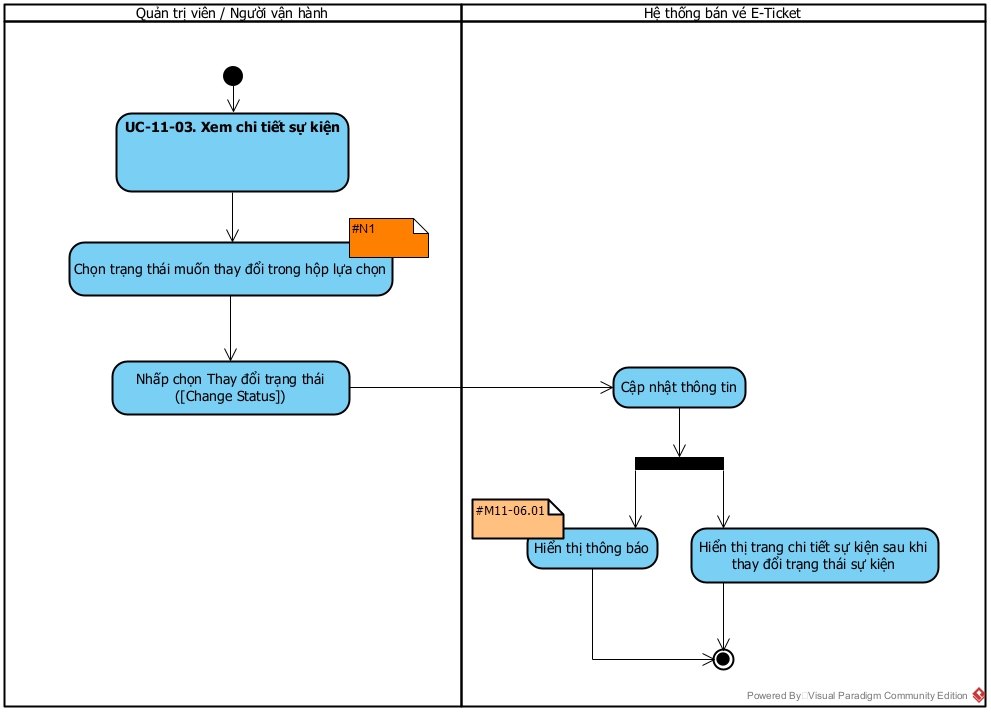 Quản trị viên / Người vận hành
Hệ thống bán vé E-Ticket
UC-11-03. Xem chi tiết sự kiện
#N1
Chọn trạng thái muốn thay đổi trong hộp lựa chọn
Nhấp chọn Thay đổi trạng thái
([Change Status])
Cập nhật thông tin
#M11-06.01
Hiển thị thông báo
Hiển thị trang chi tiết sự kiện sau khi
thay đổi trạng thái sự kiện
Powered By Visual Paradigm Community Edition